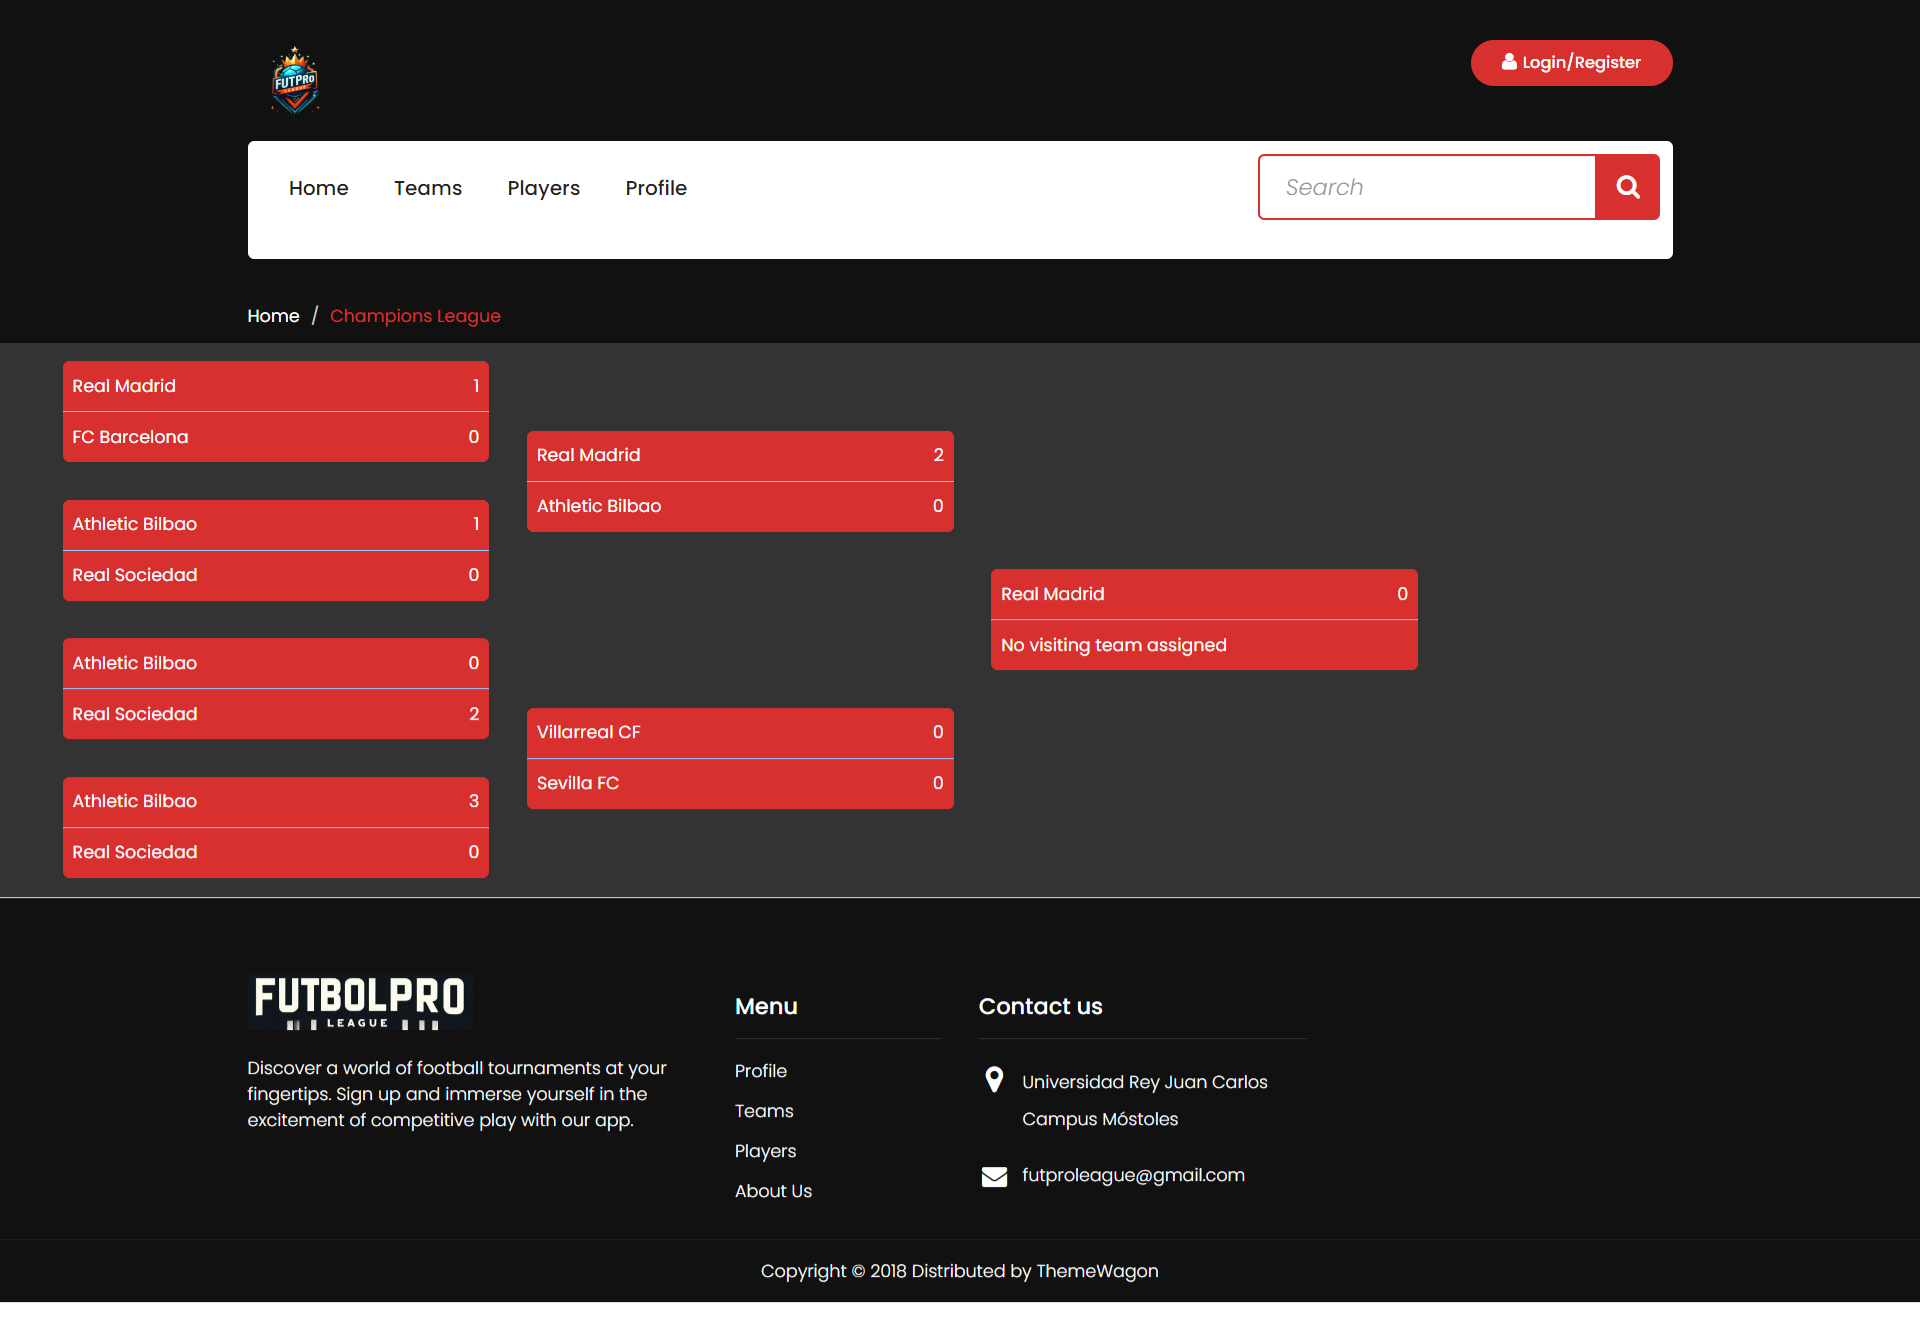 FUTPRO
LEAGUE
Login/Register
Home
Teams
Players
Profile
Search
Home / Champions League
Real Madrid 1
FC Barcelona 0
Athletic Bilbao 1
Real Sociedad 0
Athletic Bilbao 0
Real Sociedad 2
Athletic Bilbao 3
Real Sociedad 0
Real Madrid 2
Athletic Bilbao 0
Villarreal CF 0
Sevilla FC 0
Real Madrid 0
No visiting team assigned
FUTBOLPRO
LEAGUE
Discover a world of football tournaments at your
fingertips. Sign up and immerse yourself in the
excitement of competitive play with our app.
Menu
Profile
Teams
Players
About Us
Contact us
Universidad Rey Juan Carlos
Campus Móstoles
futproleague@gmail.com
Copyright © 2018 Distributed by ThemeWagon